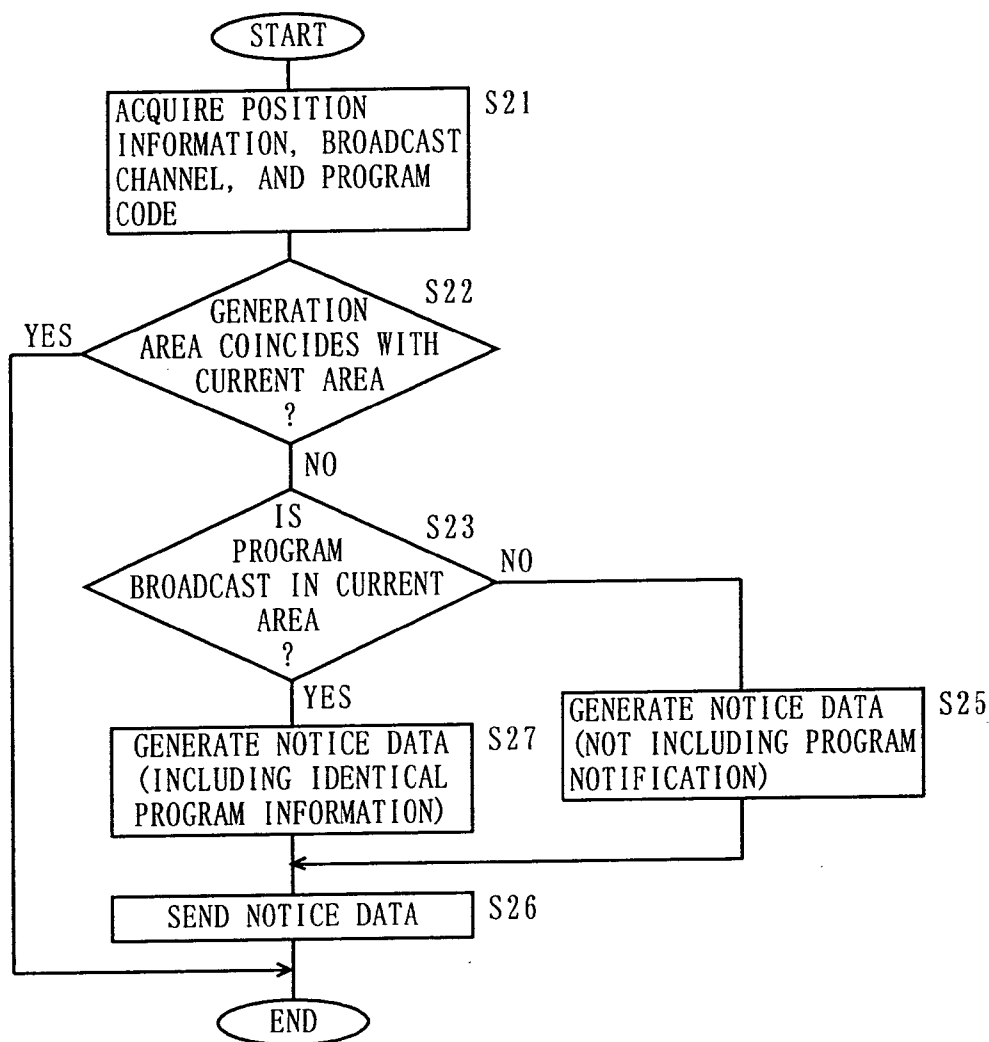 START
ACQUIRE POSITION
INFORMATION, BROADCAST
CHANNEL, AND PROGRAM
CODE
S21
S22
GENERATION
AREA COINCIDES WITH
CURRENT AREA
?
YES
NO
S23
IS
PROGRAM
BROADCAST IN CURRENT
AREA
?
NO
YES
GENERATE NOTICE DATA
(INCLUDING IDENTICAL
PROGRAM INFORMATION)
S27
GENERATE NOTICE DATA
(NOT INCLUDING PROGRAM
NOTIFICATION)
S25
SEND NOTICE DATA
S26
END